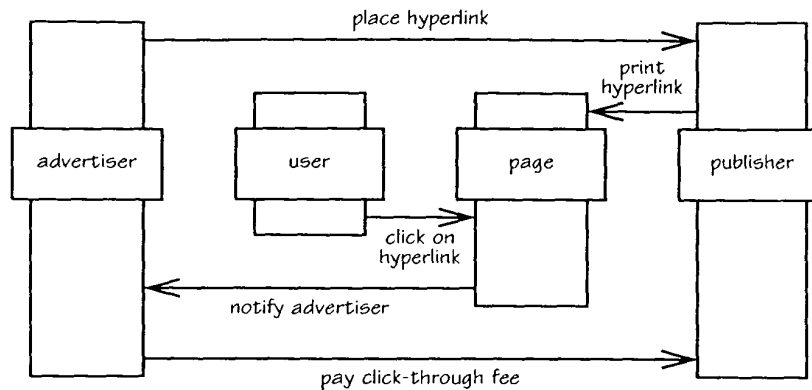 place hyperlink
print
hyperlink
advertiser
user
page
publisher
click on
hyperlink
notify advertiser
pay click-through fee